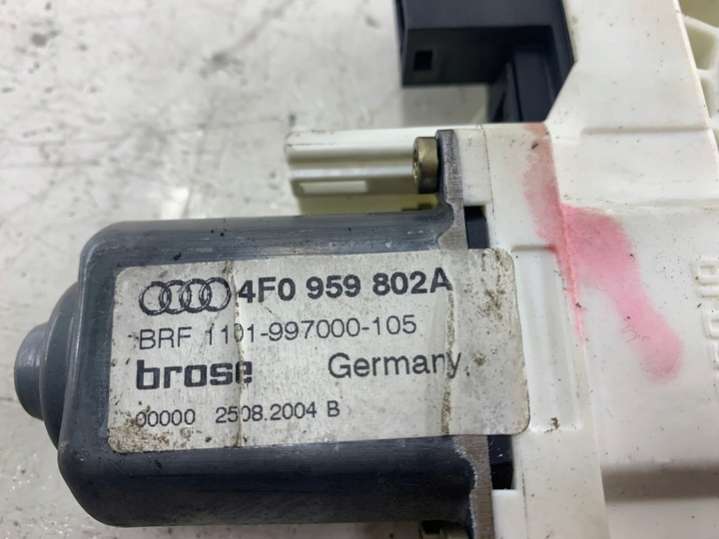 4F0 959 802A
BRF 1101-997000-105
brose Germany
00000 2508.2004 B